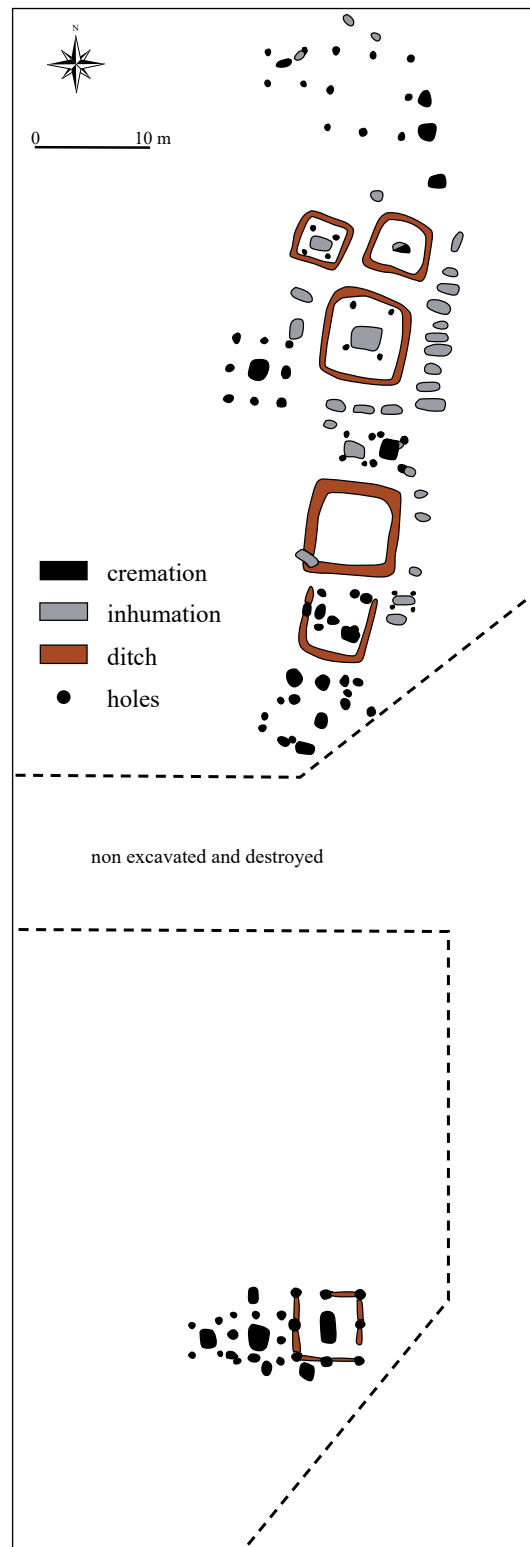 N
0 10 m
cremation
inhumation
ditch
holes
non excavated and destroyed